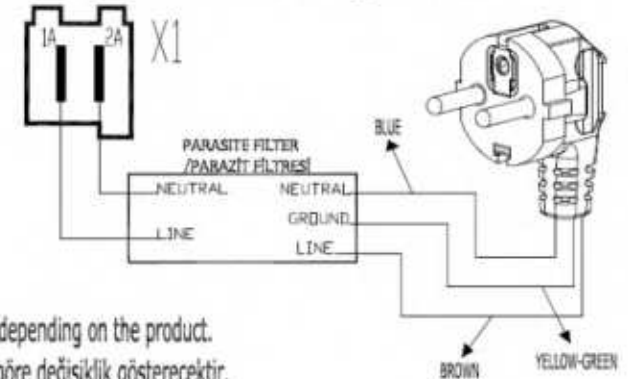 1A 2A X1
BLUE
PARASITE FILTER
/PARAZİT FİLTRESİ
NEUTRAL NEUTRAL
GROUND
LINE
LINE
depending on the product.
göre değişiklik gösterecektir.
BROWN YELLOW-GREEN